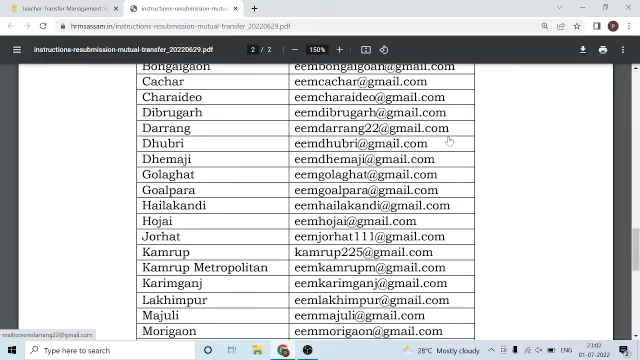 Teacher Transfer Management S
instructions-resubmission-mutual-
hrmsassam.in/instructions-resubmission-mutual-transfer_20220629.pdf
instructions-resubmission-mutual-transfer_20220629.pdf
2 / 2
150%
Bongaigaon eembongaigoan@gmail.com
Cachar eemcachar@gmail.com
Charaideo eemcharaideo@gmail.com
Dibrugarh eemdibrugarh@gmail.com
Darrang eemdarrang22@gmail.com
Dhubri eemdhubri@gmail.com
Dhemaji eemdhemaji@gmail.com
Golaghat eemgolaghat@gmail.com
Goalpara eemgoalpara@gmail.com
Hailakandi eemhailakandi@gmail.com
Hojai eemhojai@gmail.com
Jorhat eemjorhat111@gmail.com
Kamrup kamrup225@gmail.com
Kamrup Metropolitan eemkamrupm@gmail.com
Karimganj eemkarimganj@gmail.com
Lakhimpur eemlakhimpur@gmail.com
Majuli eemmajuli@gmail.com
Morigaon eemmorigaon@gmail.com
mailto:eemdarrang22@gmail.com
Type here to search
28°C Mostly cloudy
ENG
23:02
01-07-2022